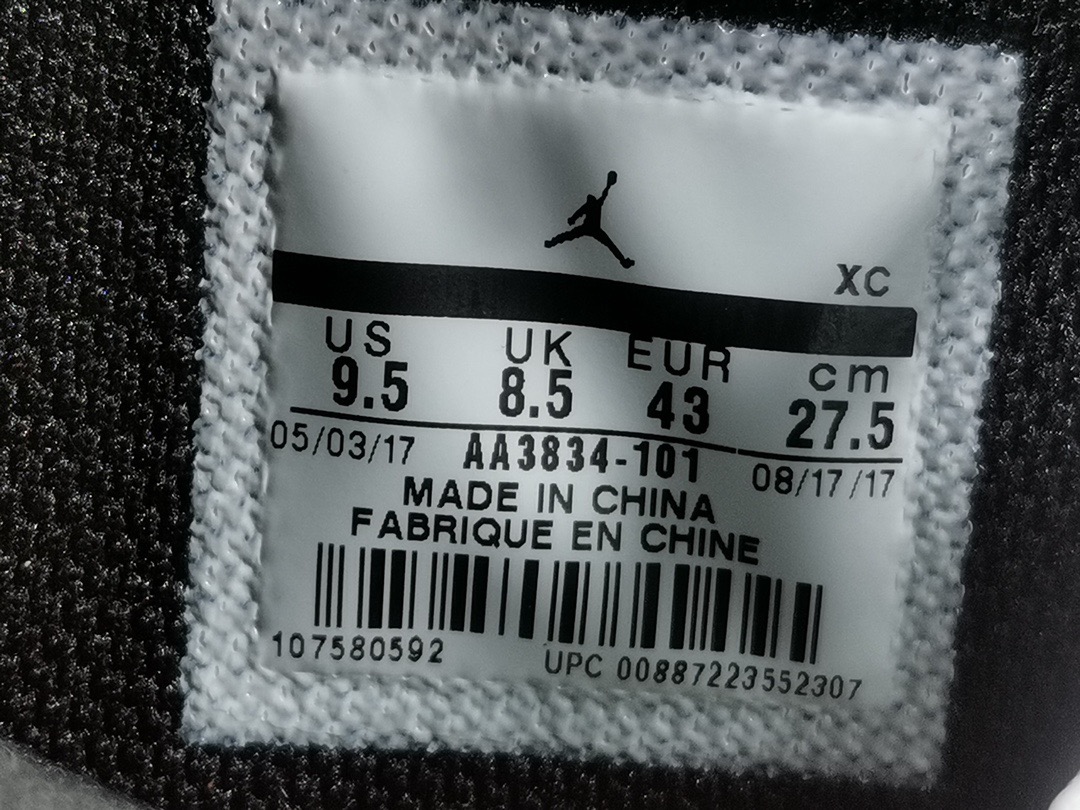 XC
US UK EUR cm
9.5 8.5 43 27.5
05/03/17 AA3834-101 08/17/17
MADE IN CHINA
FABRIQUE EN CHINE
107580592 UPC 00887223552307